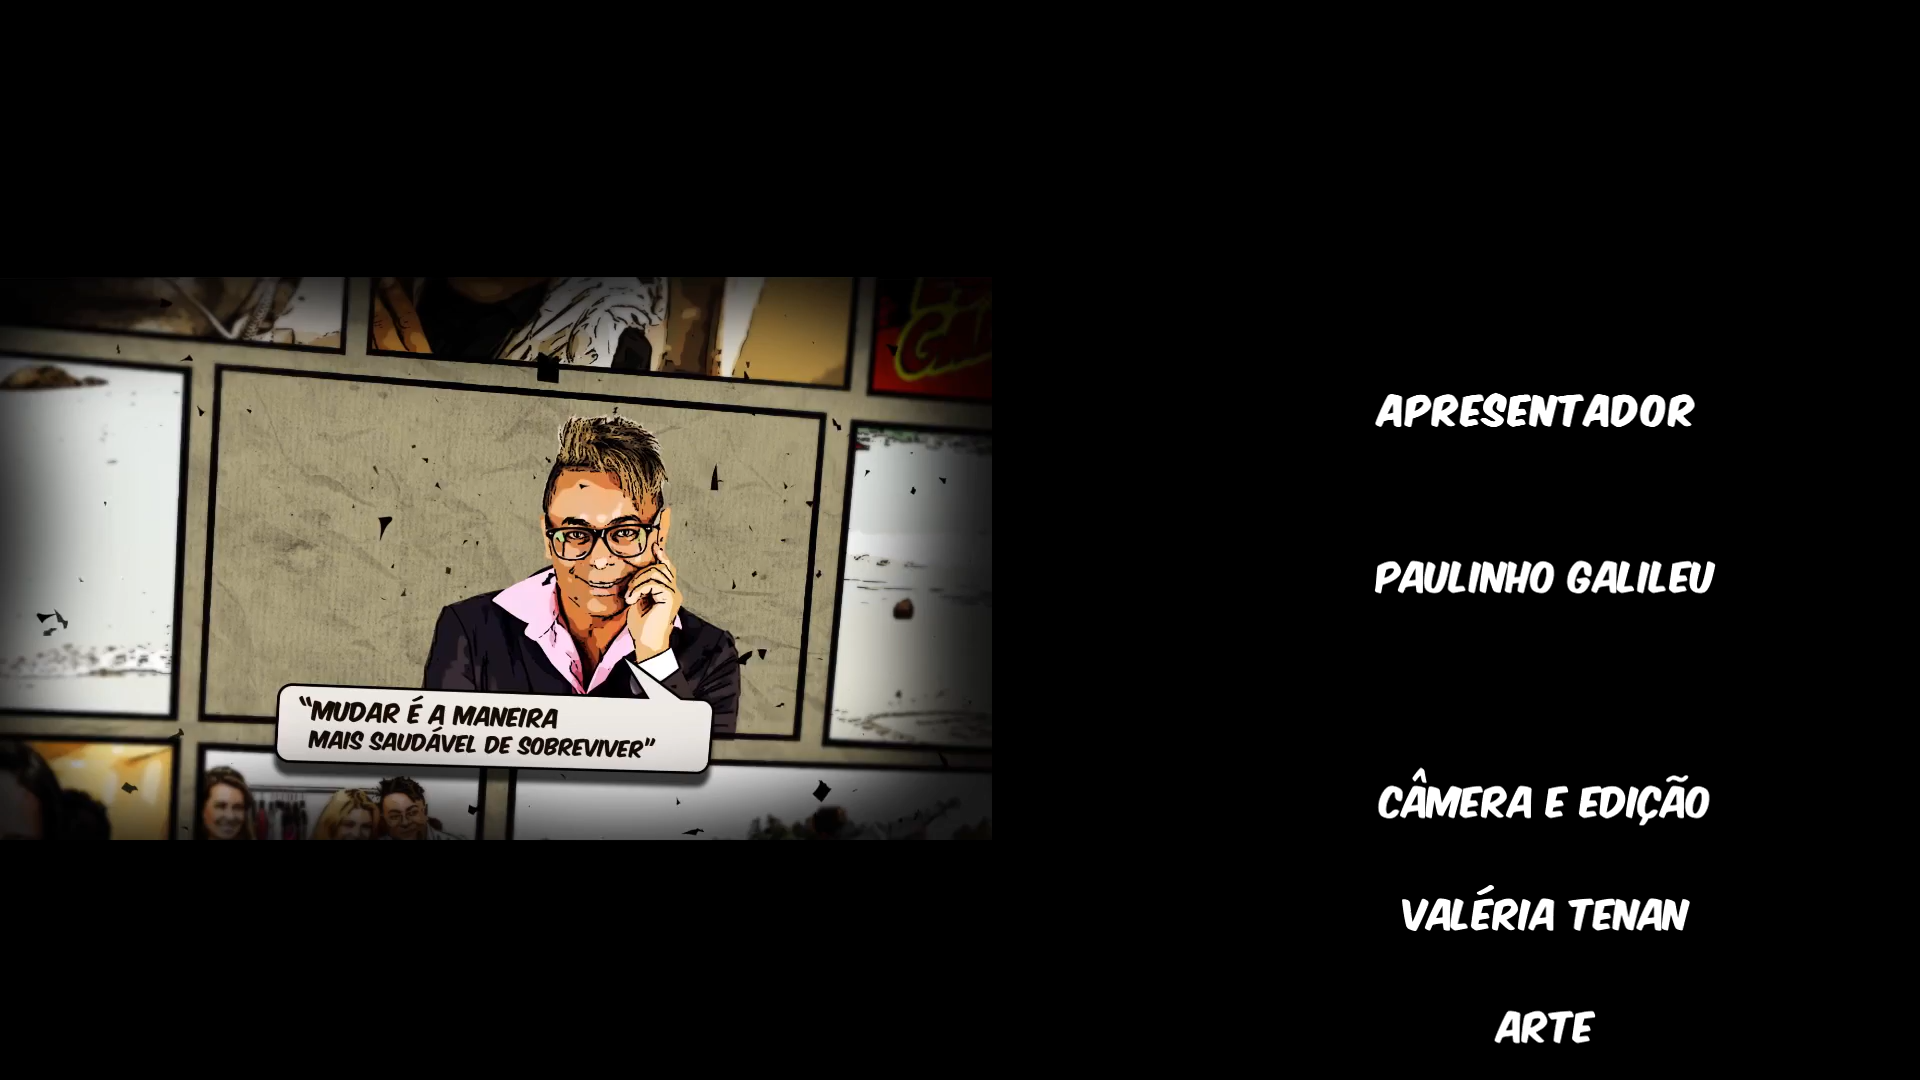 “MUDAR É A MANEIRA
MAIS SAUDÁVEL DE SOBREVIVER”
APRESENTADOR
PAULINHO GALILEU
CÂMERA E EDIÇÃO
VALÉRIA TENAN
ARTE